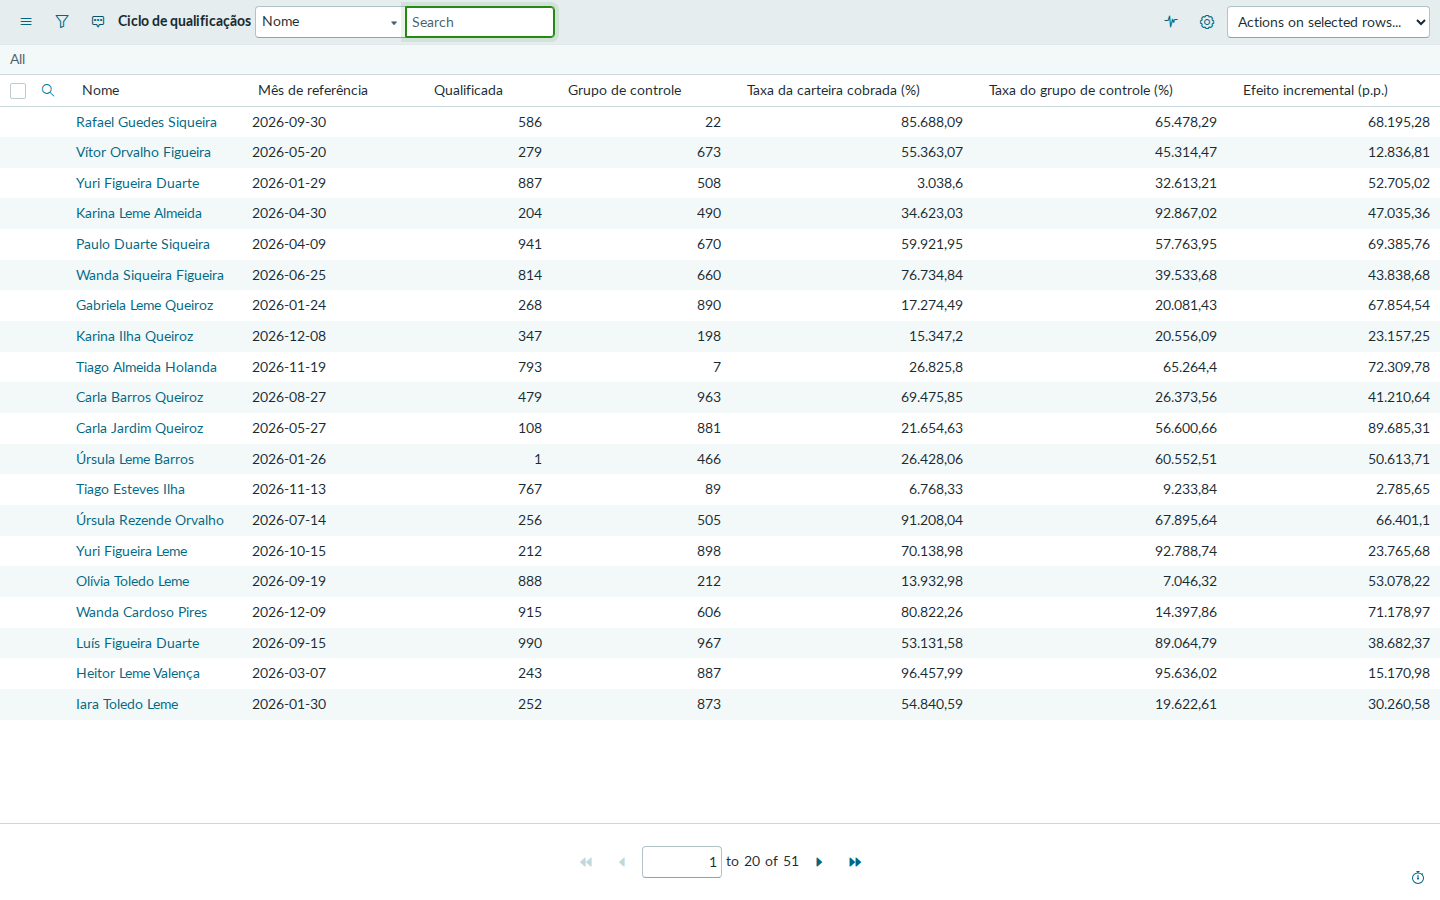 Ciclo de qualificaçãos Nome Search Actions on selected rows...
All
Nome Mês de referência Qualificada Grupo de controle Taxa da carteira cobrada (%) Taxa do grupo de controle (%) Efeito incremental (p.p.)
Rafael Guedes Siqueira 2026-09-30 586 22 85.688,09 65.478,29 68.195,28
Vítor Orvalho Figueira 2026-05-20 279 673 55.363,07 45.314,47 12.836,81
Yuri Figueira Duarte 2026-01-29 887 508 3.038,6 32.613,21 52.705,02
Karina Leme Almeida 2026-04-30 204 490 34.623,03 92.867,02 47.035,36
Paulo Duarte Siqueira 2026-04-09 941 670 59.921,95 57.763,95 69.385,76
Wanda Siqueira Figueira 2026-06-25 814 660 76.734,84 39.533,68 43.838,68
Gabriela Leme Queiroz 2026-01-24 268 890 17.274,49 20.081,43 67.854,54
Karina Ilha Queiroz 2026-12-08 347 198 15.347,2 20.556,09 23.157,25
Tiago Almeida Holanda 2026-11-19 793 7 26.825,8 65.264,4 72.309,78
Carla Barros Queiroz 2026-08-27 479 963 69.475,85 26.373,56 41.210,64
Carla Jardim Queiroz 2026-05-27 108 881 21.654,63 56.600,66 89.685,31
Úrsula Leme Barros 2026-01-26 1 466 26.428,06 60.552,51 50.613,71
Tiago Esteves Ilha 2026-11-13 767 89 6.768,33 9.233,84 2.785,65
Úrsula Rezende Orvalho 2026-07-14 256 505 91.208,04 67.895,64 66.401,1
Yuri Figueira Leme 2026-10-15 212 898 70.138,98 92.788,74 23.765,68
Olívia Toledo Leme 2026-09-19 888 212 13.932,98 7.046,32 53.078,22
Wanda Cardoso Pires 2026-12-09 915 606 80.822,26 14.397,86 71.178,97
Luís Figueira Duarte 2026-09-15 990 967 53.131,58 89.064,79 38.682,37
Heitor Leme Valença 2026-03-07 243 887 96.457,99 95.636,02 15.170,98
Iara Toledo Leme 2026-01-30 252 873 54.840,59 19.622,61 30.260,58
1 to 20 of 51